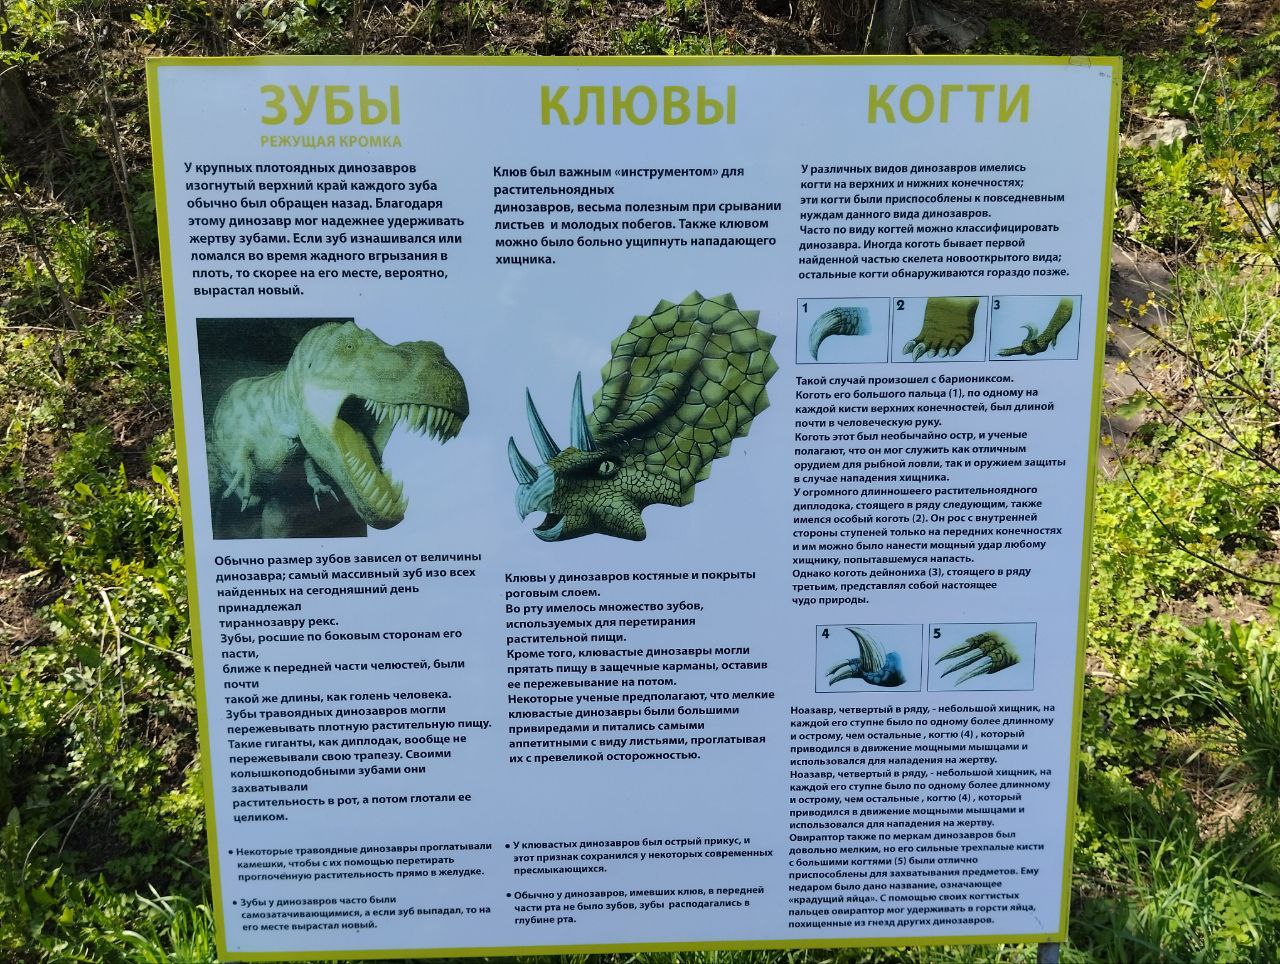 ЗУБЫ
РЕЖУЩАЯ КРОМКА
У крупных плотоядных динозавров
изогнутый верхний край каждого зуба
обычно был обращен назад. Благодаря
этому динозавр мог надежнее удерживать
жертву зубами. Если зуб изнашивался или
ломался во время жадного вгрызания в
плоть, то скорее на его месте, вероятно,
вырастал новый.
Обычно размер зубов зависел от величины
динозавра; самый массивный зуб изо всех
найденных на сегодняшний день
принадлежал
тираннозавру рекс.
Зубы, росшие по боковым сторонам его
пасти,
ближе к передней части челюстей, были
почти
такой же длины, как голень человека.
Зубы травоядных динозавров могли
пережевывать плотную растительную пищу.
Такие гиганты, как диплодак, вообще не
пережевывали свою трапезу. Своими
колышкоподобными зубами они
захватывали
растительность в рот, а потом глотали ее
целиком.
• Некоторые травоядные динозавры проглатывали
камешки, чтобы с их помощью перетирать
проглоченную растительность прямо в желудке.
• Зубы у динозавров часто были
самозатачивающимися, а если зуб выпадал, то на
его месте вырастал новый.
КЛЮВЫ
Клюв был важным «инструментом» для
растительноядных
динозавров, весьма полезным при срывании
листьев и молодых побегов. Также клювом
можно было больно ущипнуть нападающего
хищника.
Клювы у динозавров костяные и покрыты
роговым слоем.
Во рту имелось множество зубов,
используемых для перетирания
растительной пищи.
Кроме того, клювастые динозавры могли
прятать пищу в защечные карманы, оставив
ее пережевывание на потом.
Некоторые ученые предполагают, что мелкие
клювастые динозавры были большими
привиредами и питались самыми
аппетитными с виду листьями, проглатывая
их с превеликой осторожностью.
• У клювастых динозавров был острый прикус, и
этот признак сохранился у некоторых современных
пресмыкающихся.
• Обычно у динозавров, имевших клюв, в передней
части рта не было зубов, зубы располдагались в
глубине рта.
КОГТИ
У различных видов динозавров имелись
когти на верхних и нижних конечностях;
эти когти были приспособлены к повседневным
нуждам данного вида динозавров.
Часто по виду когтей можно классифицировать
динозавра. Иногда коготь бывает первой
найденной частью скелета новооткрытого вида;
остальные когти обнаруживаются гораздо позже.
1 2 3
Такой случай произошел с барионихом.
Коготь его большого пальца (1), по одному на
каждой кисти верхних конечностей, был длиной
почти в человеческую руку.
Коготь этот был необычайно остр, и ученые
полагают, что он мог служить как отличным
орудием для рыбной ловли, так и оружием защиты
в случае нападения хищника.
У огромного длинношеего растительноядного
диплодока, стоящего в ряду следующим, также
имелся особый коготь (2). Он рос с внутренней
стороны ступеней только на передних конечностях
и им можно было нанести мощный удар любому
хищнику, попытавшемуся напасть.
Однако коготь дейнониха (3), стоящего в ряду
третьим, представлял собой настоящее
чудо природы.
4 5
Ноазавр, четвертый в ряду, - небольшой хищник, на
каждой его ступне было по одному более длинному
и острому, чем остальные , когтю (4) , который
приводился в движение мощными мышцами и
использовался для нападения на жертву.
Ноазавр, четвертый в ряду, - небольшой хищник, на
каждой его ступне было по одному более длинному
и острому, чем остальные , когтю (4) , который
приводился в движение мощными мышцами и
использовался для нападения на жертву.
Овираптор также по меркам динозавров был
довольно мелким, но его сильные трехпалые кисти
с большими когтями (5) были отлично
приспособлены для захватывания предметов. Ему
недаром было дано название, означающее
«крадущий яйца». С помощью своих когтистых
пальцев овираптор мог удерживать в горсти яйца,
похищенные из гнезд других динозавров.